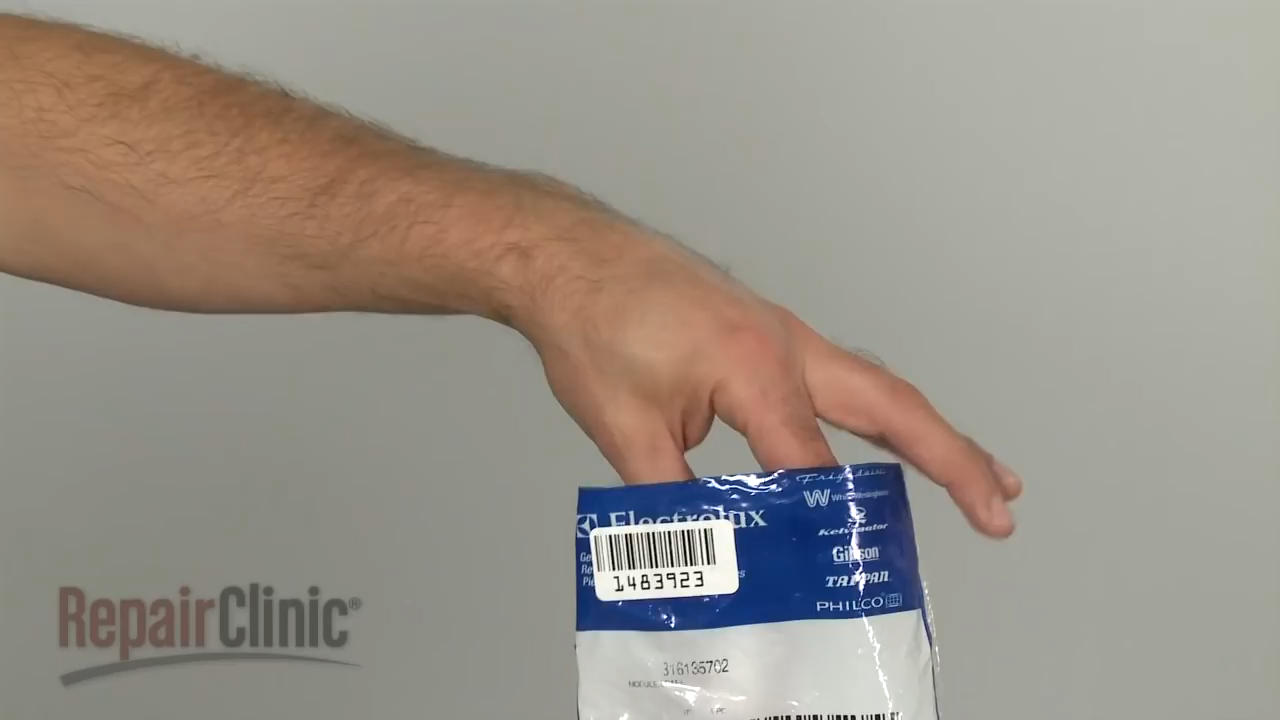 Electrolux
1483923
Frigidaire
White-Westinghouse
Kelvinator
Gibson
TAPPAN
PHILCO
316135702
RepairClinic®